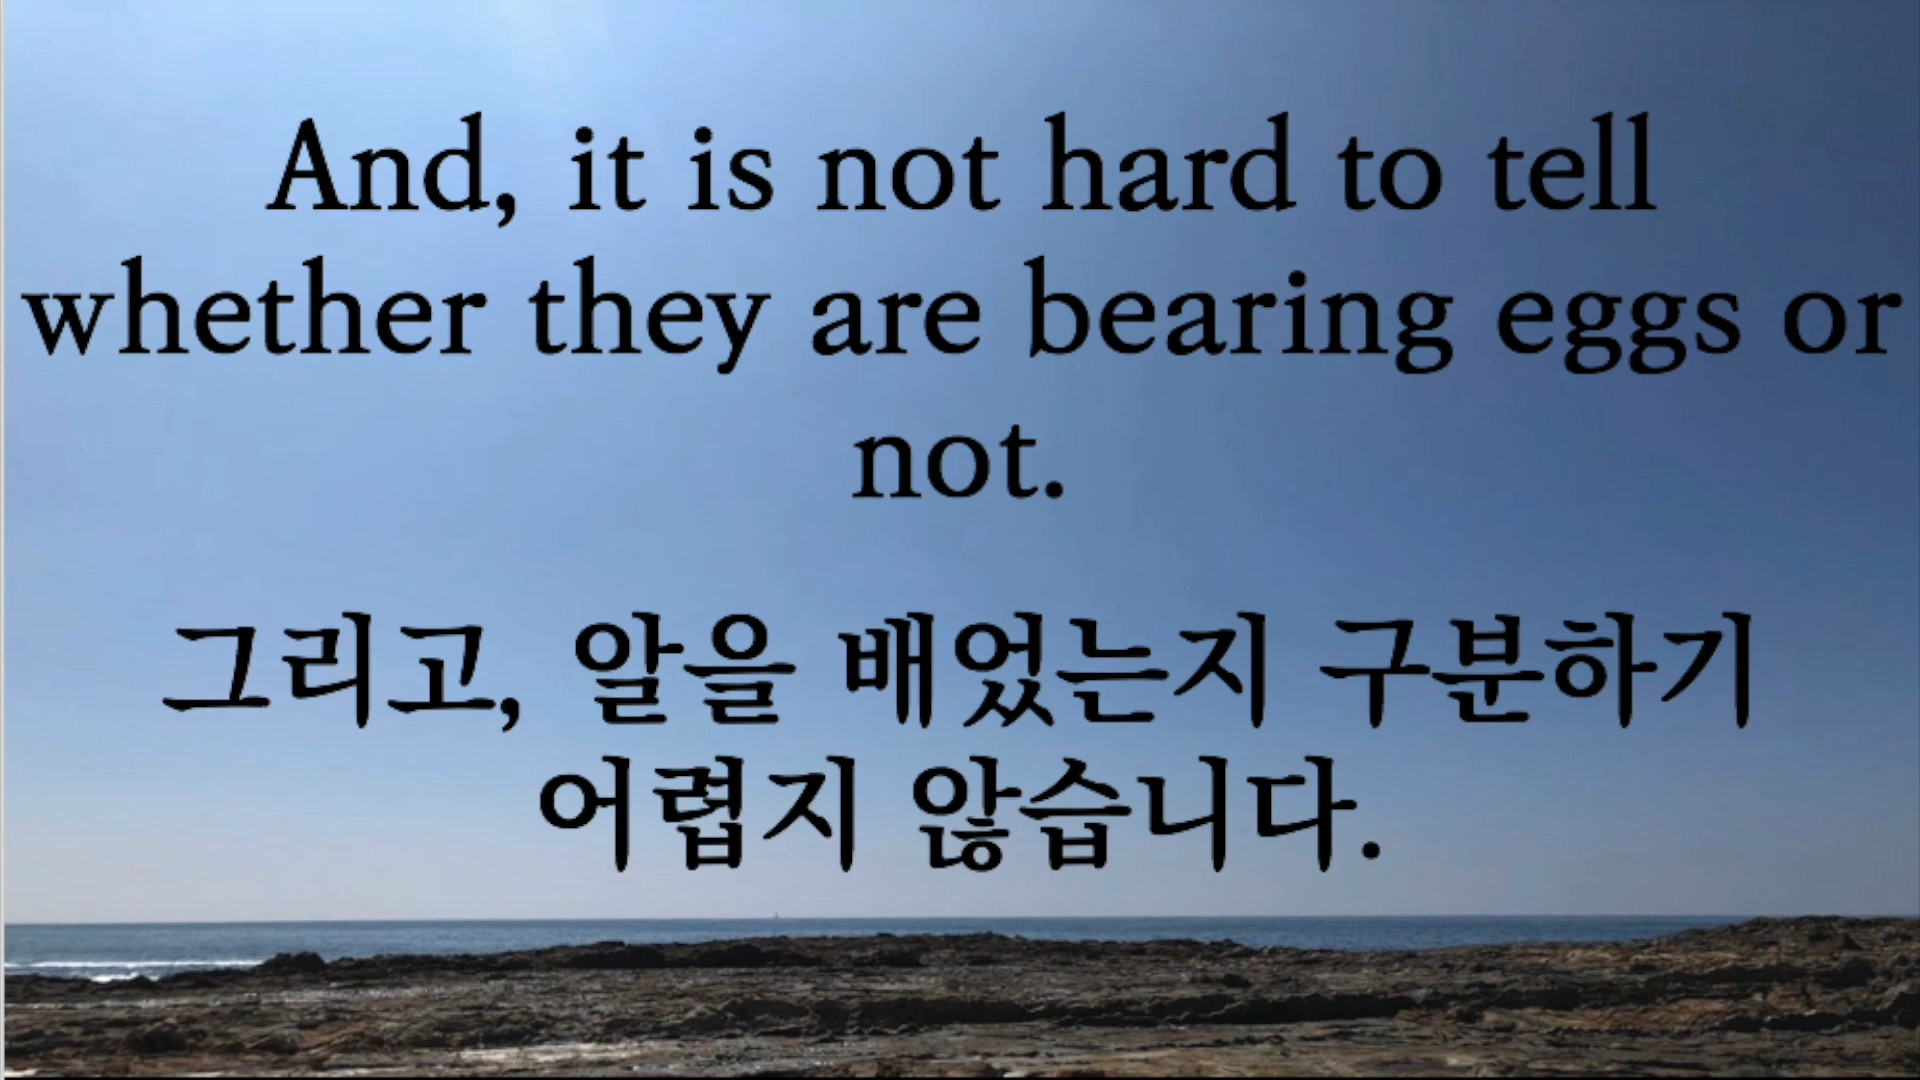 And, it is not hard to tell
whether they are bearing eggs or
not.
그리고, 알을 배었는지 구분하기
어렵지 않습니다.